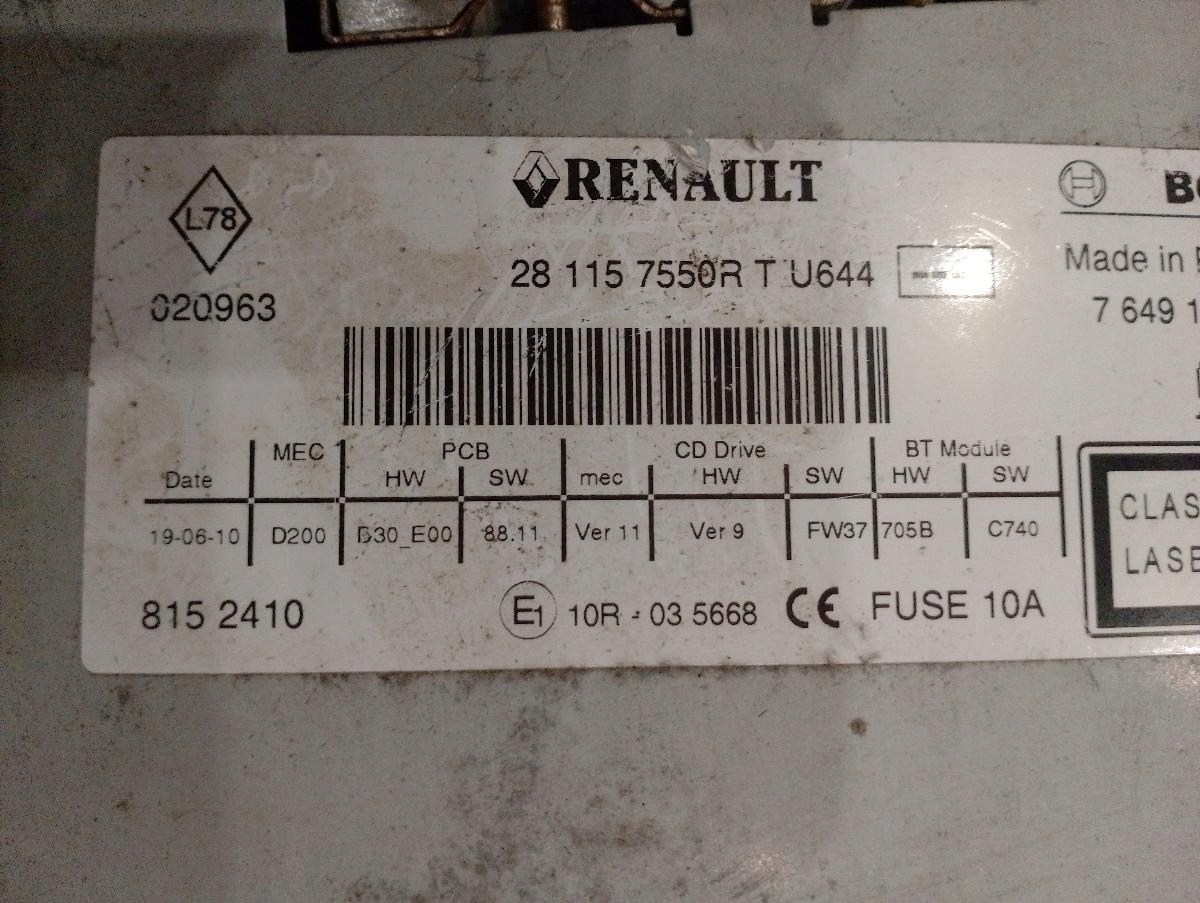 L78
RENAULT
28 115 7550R T U644
Made in
020963
7 649 1
MEC PCB CD Drive BT Module
Date HW SW mec HW SW HW SW
19-06-10 D200 B30_E00 88.11 Ver 11 Ver 9 FW37 705B C740
CLAS
LASE
815 2410
E1 10R - 03 5668 CE FUSE 10A